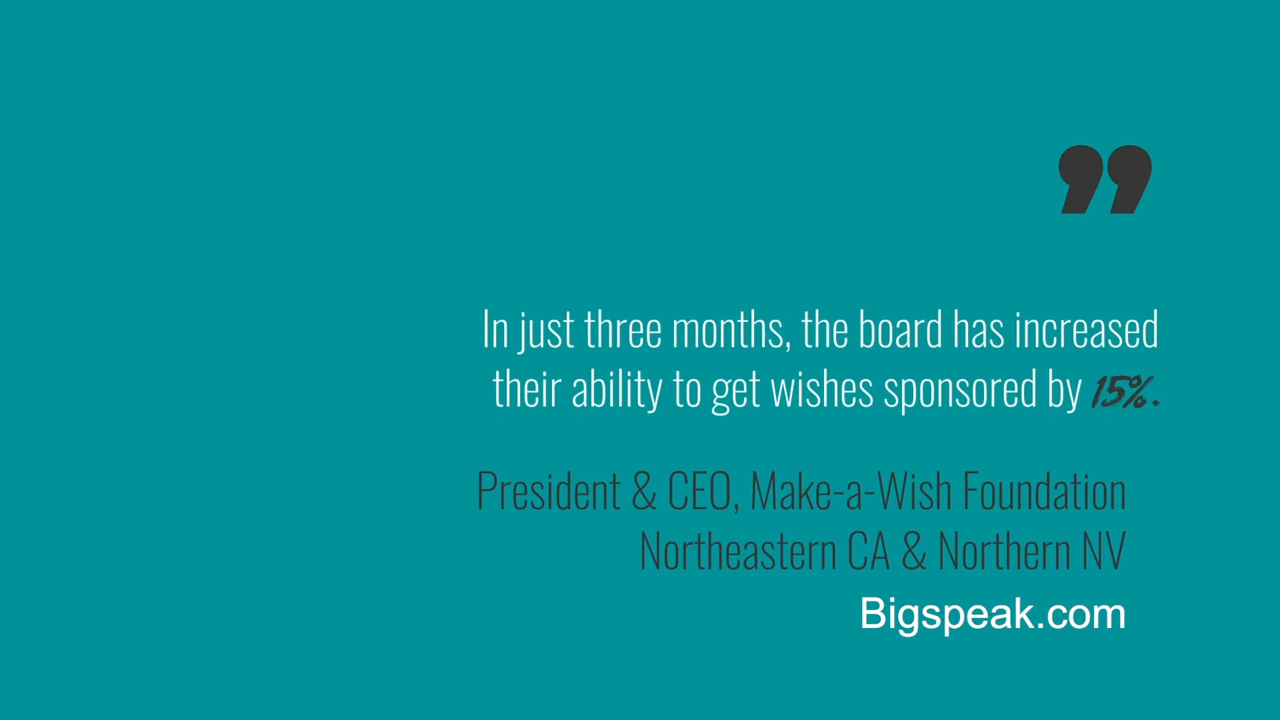 ”
In just three months, the board has increased
their ability to get wishes sponsored by 15%.
President & CEO, Make-a-Wish Foundation
Northeastern CA & Northern NV
Bigspeak.com